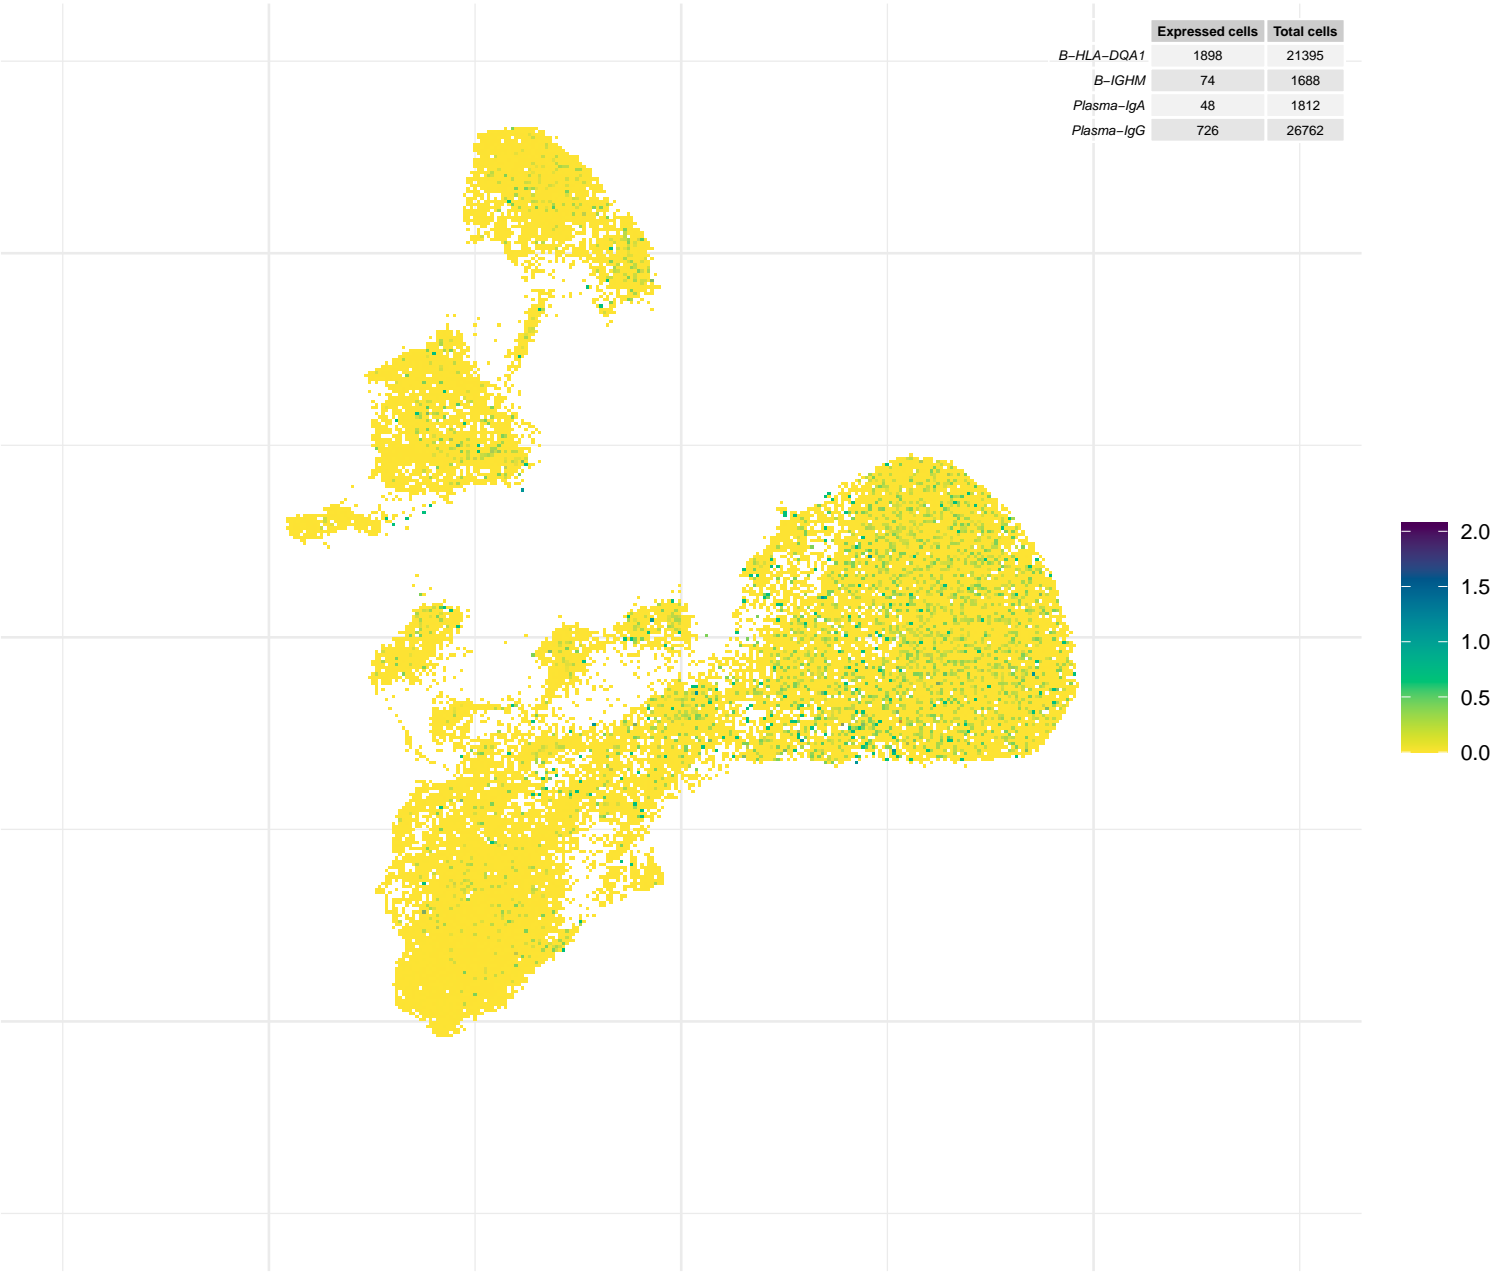 Expressed cells Total cells
B−HLA−DQA1 1898 21395
B−IGHM 74 1688
Plasma−IgA 48 1812
Plasma−IgG 726 26762
2.0
1.5
1.0
0.5
0.0